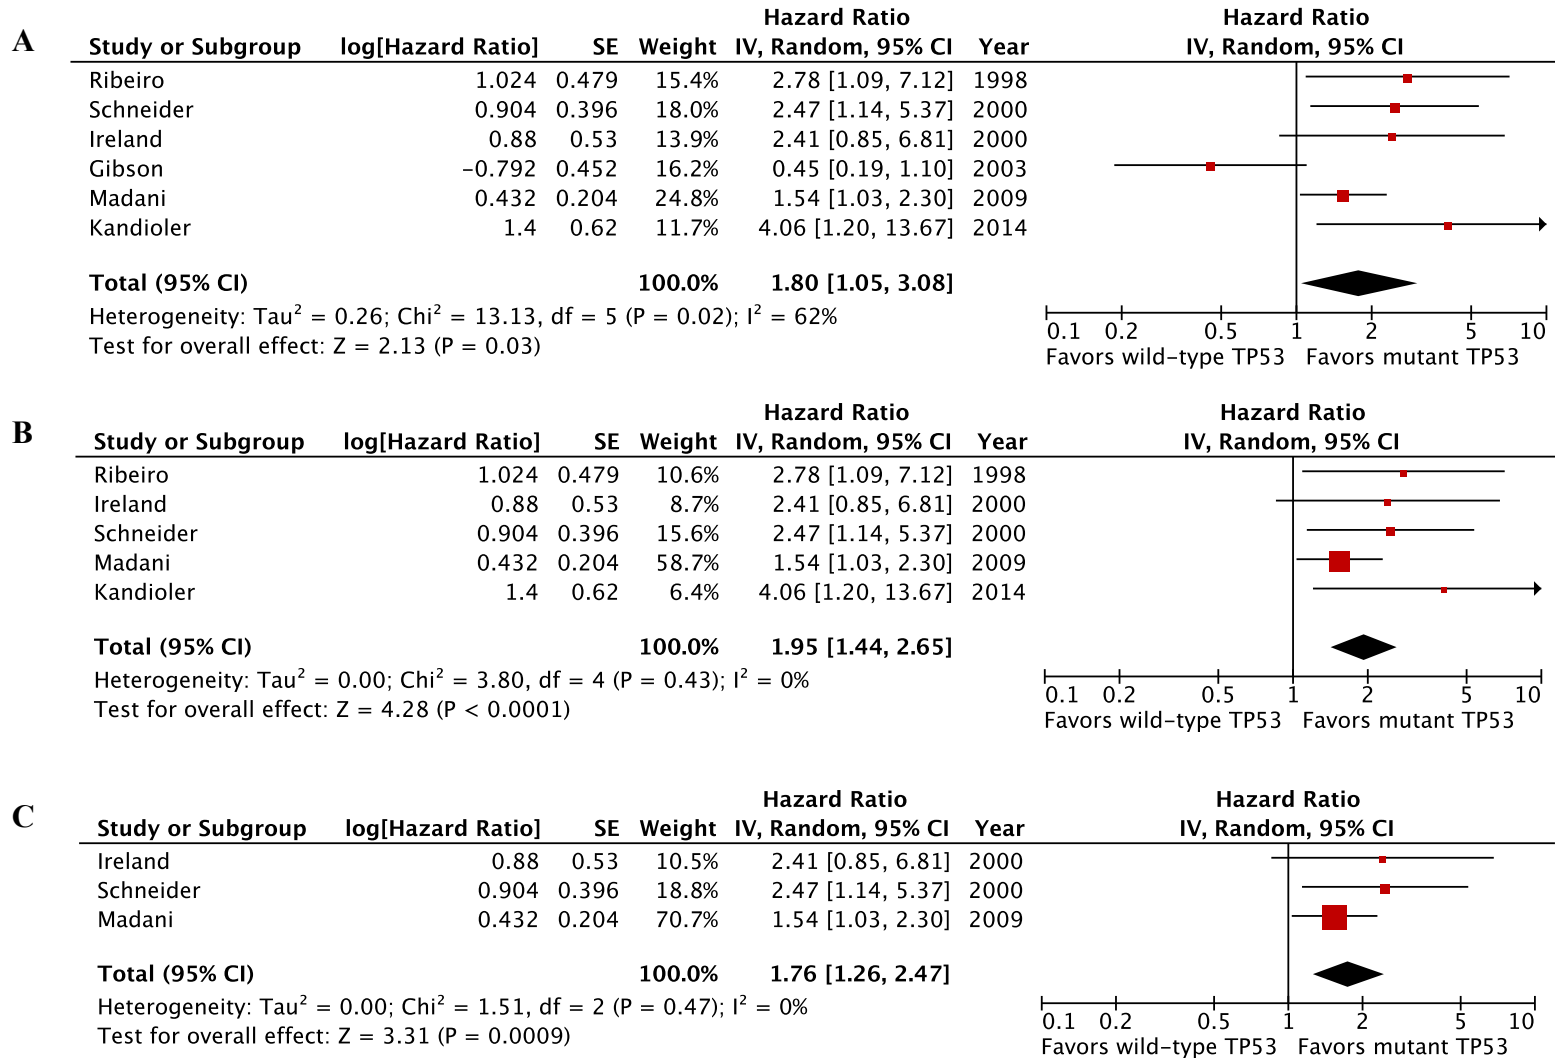 A
Hazard Ratio Hazard Ratio
Study or Subgroup log[Hazard Ratio] SE Weight IV, Random, 95% CI Year IV, Random, 95% CI
Ribeiro 1.024 0.479 15.4% 2.78 [1.09, 7.12] 1998
Schneider 0.904 0.396 18.0% 2.47 [1.14, 5.37] 2000
Ireland 0.88 0.53 13.9% 2.41 [0.85, 6.81] 2000
Gibson −0.792 0.452 16.2% 0.45 [0.19, 1.10] 2003
Madani 0.432 0.204 24.8% 1.54 [1.03, 2.30] 2009
Kandioler 1.4 0.62 11.7% 4.06 [1.20, 13.67] 2014
Total (95% CI) 100.0% 1.80 [1.05, 3.08]
Heterogeneity: Tau² = 0.26; Chi² = 13.13, df = 5 (P = 0.02); I² = 62%
Test for overall effect: Z = 2.13 (P = 0.03)
0.1 0.2 0.5 1 2 5 10
Favors wild−type TP53 Favors mutant TP53
B
Hazard Ratio Hazard Ratio
Study or Subgroup log[Hazard Ratio] SE Weight IV, Random, 95% CI Year IV, Random, 95% CI
Ribeiro 1.024 0.479 10.6% 2.78 [1.09, 7.12] 1998
Ireland 0.88 0.53 8.7% 2.41 [0.85, 6.81] 2000
Schneider 0.904 0.396 15.6% 2.47 [1.14, 5.37] 2000
Madani 0.432 0.204 58.7% 1.54 [1.03, 2.30] 2009
Kandioler 1.4 0.62 6.4% 4.06 [1.20, 13.67] 2014
Total (95% CI) 100.0% 1.95 [1.44, 2.65]
Heterogeneity: Tau² = 0.00; Chi² = 3.80, df = 4 (P = 0.43); I² = 0%
Test for overall effect: Z = 4.28 (P < 0.0001)
0.1 0.2 0.5 1 2 5 10
Favors wild−type TP53 Favors mutant TP53
C
Hazard Ratio Hazard Ratio
Study or Subgroup log[Hazard Ratio] SE Weight IV, Random, 95% CI Year IV, Random, 95% CI
Ireland 0.88 0.53 10.5% 2.41 [0.85, 6.81] 2000
Schneider 0.904 0.396 18.8% 2.47 [1.14, 5.37] 2000
Madani 0.432 0.204 70.7% 1.54 [1.03, 2.30] 2009
Total (95% CI) 100.0% 1.76 [1.26, 2.47]
Heterogeneity: Tau² = 0.00; Chi² = 1.51, df = 2 (P = 0.47); I² = 0%
Test for overall effect: Z = 3.31 (P = 0.0009)
0.1 0.2 0.5 1 2 5 10
Favors wild−type TP53 Favors mutant TP53